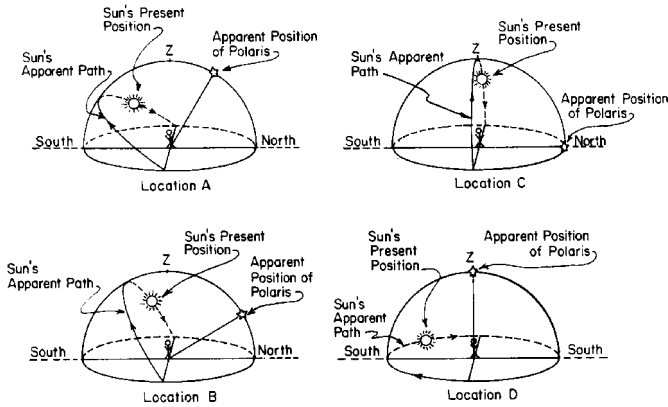 Sun's Present
Position
Apparent Position
of Polaris
Sun's
Apparent Path
Z
South
North
Location A
Sun's Present
Position
Sun's Apparent
Path
Z
Apparent Position
of Polaris
South
North
Location C
Sun's Present
Position
Sun's
Apparent Path
Z
Apparent
Position of
Polaris
South
North
Location B
Sun's
Present
Position
Apparent Position
of Polaris
Z
Sun's
Apparent
Path
South
South
Location D